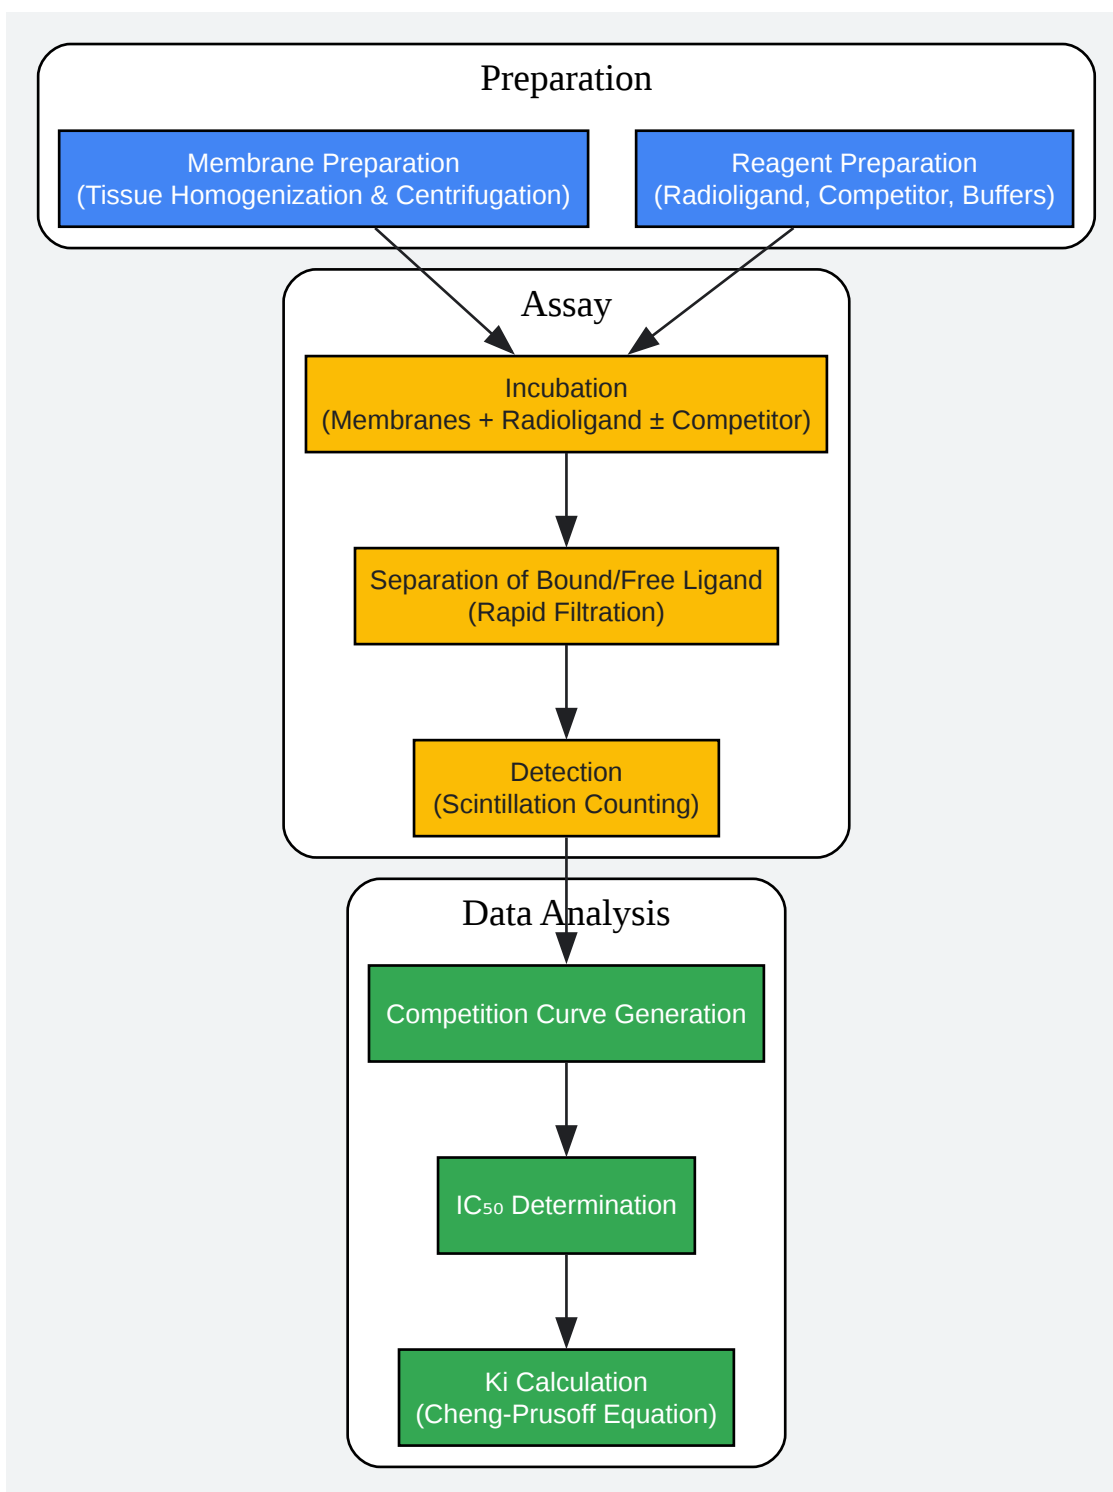 Preparation
Membrane Preparation
(Tissue Homogenization & Centrifugation)
Reagent Preparation
(Radioligand, Competitor, Buffers)
Assay
Incubation
(Membranes + Radioligand ± Competitor)
Separation of Bound/Free Ligand
(Rapid Filtration)
Detection
(Scintillation Counting)
Data Analysis
Competition Curve Generation
IC₅₀ Determination
Ki Calculation
(Cheng-Prusoff Equation)